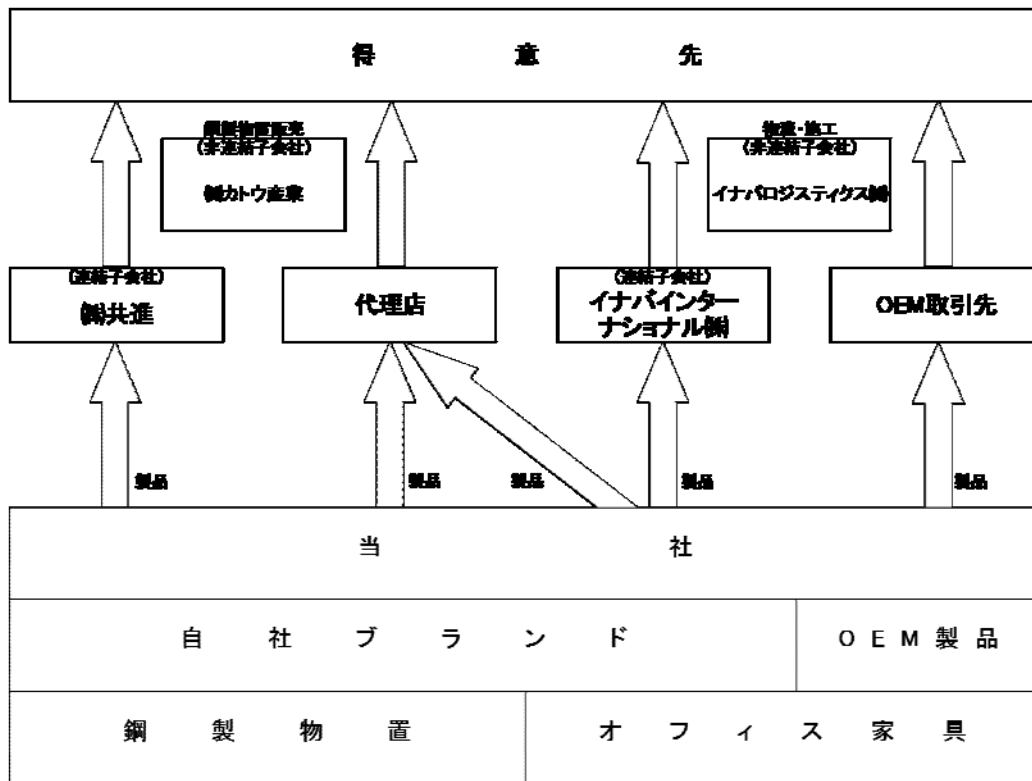 得意先
鋼製物置販売
(非連結子会社)
㈱カトウ産業
物流・施工
(非連結子会社)
イナバロジスティクス㈱
(連結子会社)
㈱共進
代理店
(連結子会社)
イナバインター
ナショナル㈱
OEM取引先
製品
製品
製品
製品
製品
当社
自社ブランド
OEM製品
鋼製物置
オフィス家具